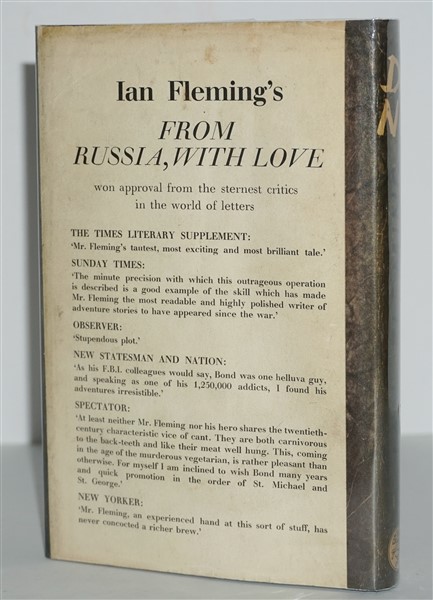 Ian Fleming's
FROM
RUSSIA, WITH LOVE
won approval from the sternest critics
in the world of letters
THE TIMES LITERARY SUPPLEMENT:
'Mr. Fleming's tautest, most exciting and most brilliant tale.'
SUNDAY TIMES:
'The minute precision with which this outrageous operation
is described is a good example of the skill which has made
Mr. Fleming the most readable and highly polished writer of
adventure stories to have appeared since the war.'
OBSERVER:
'Stupendous plot.'
NEW STATESMAN AND NATION:
'As his F.B.I. colleagues would say, Bond was one helluva guy,
and speaking as one of his 1,250,000 addicts, I found his
adventures irresistible.'
SPECTATOR:
'At least neither Mr. Fleming nor his hero shares the twentieth-
century characteristic vice of cant. They are both carnivorous
to the back-teeth and like their meat well hung. This, coming
in the age of the murderous vegetarian, is rather pleasant than
otherwise. For myself I am inclined to wish Bond many years
and quick promotion in the order of St. Michael and
St. George.'
NEW YORKER:
'Mr. Fleming, an experienced hand at this sort of stuff, has
never concocted a richer brew.'
D
N